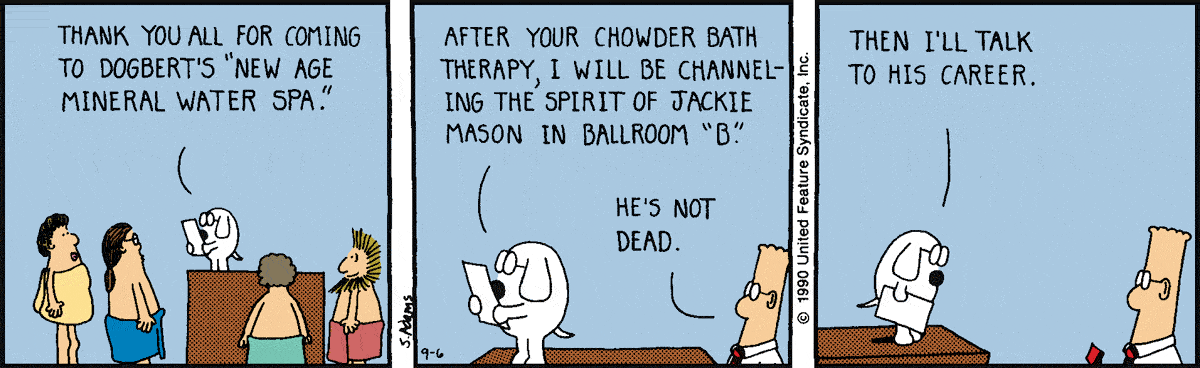 THANK YOU ALL FOR COMING
TO DOGBERT'S "NEW AGE
MINERAL WATER SPA."
S. Adams
AFTER YOUR CHOWDER BATH
THERAPY, I WILL BE CHANNEL-
ING THE SPIRIT OF JACKIE
MASON IN BALLROOM "B."
HE'S NOT
DEAD.
9-6
© 1990 United Feature Syndicate, Inc.
THEN I'LL TALK
TO HIS CAREER.